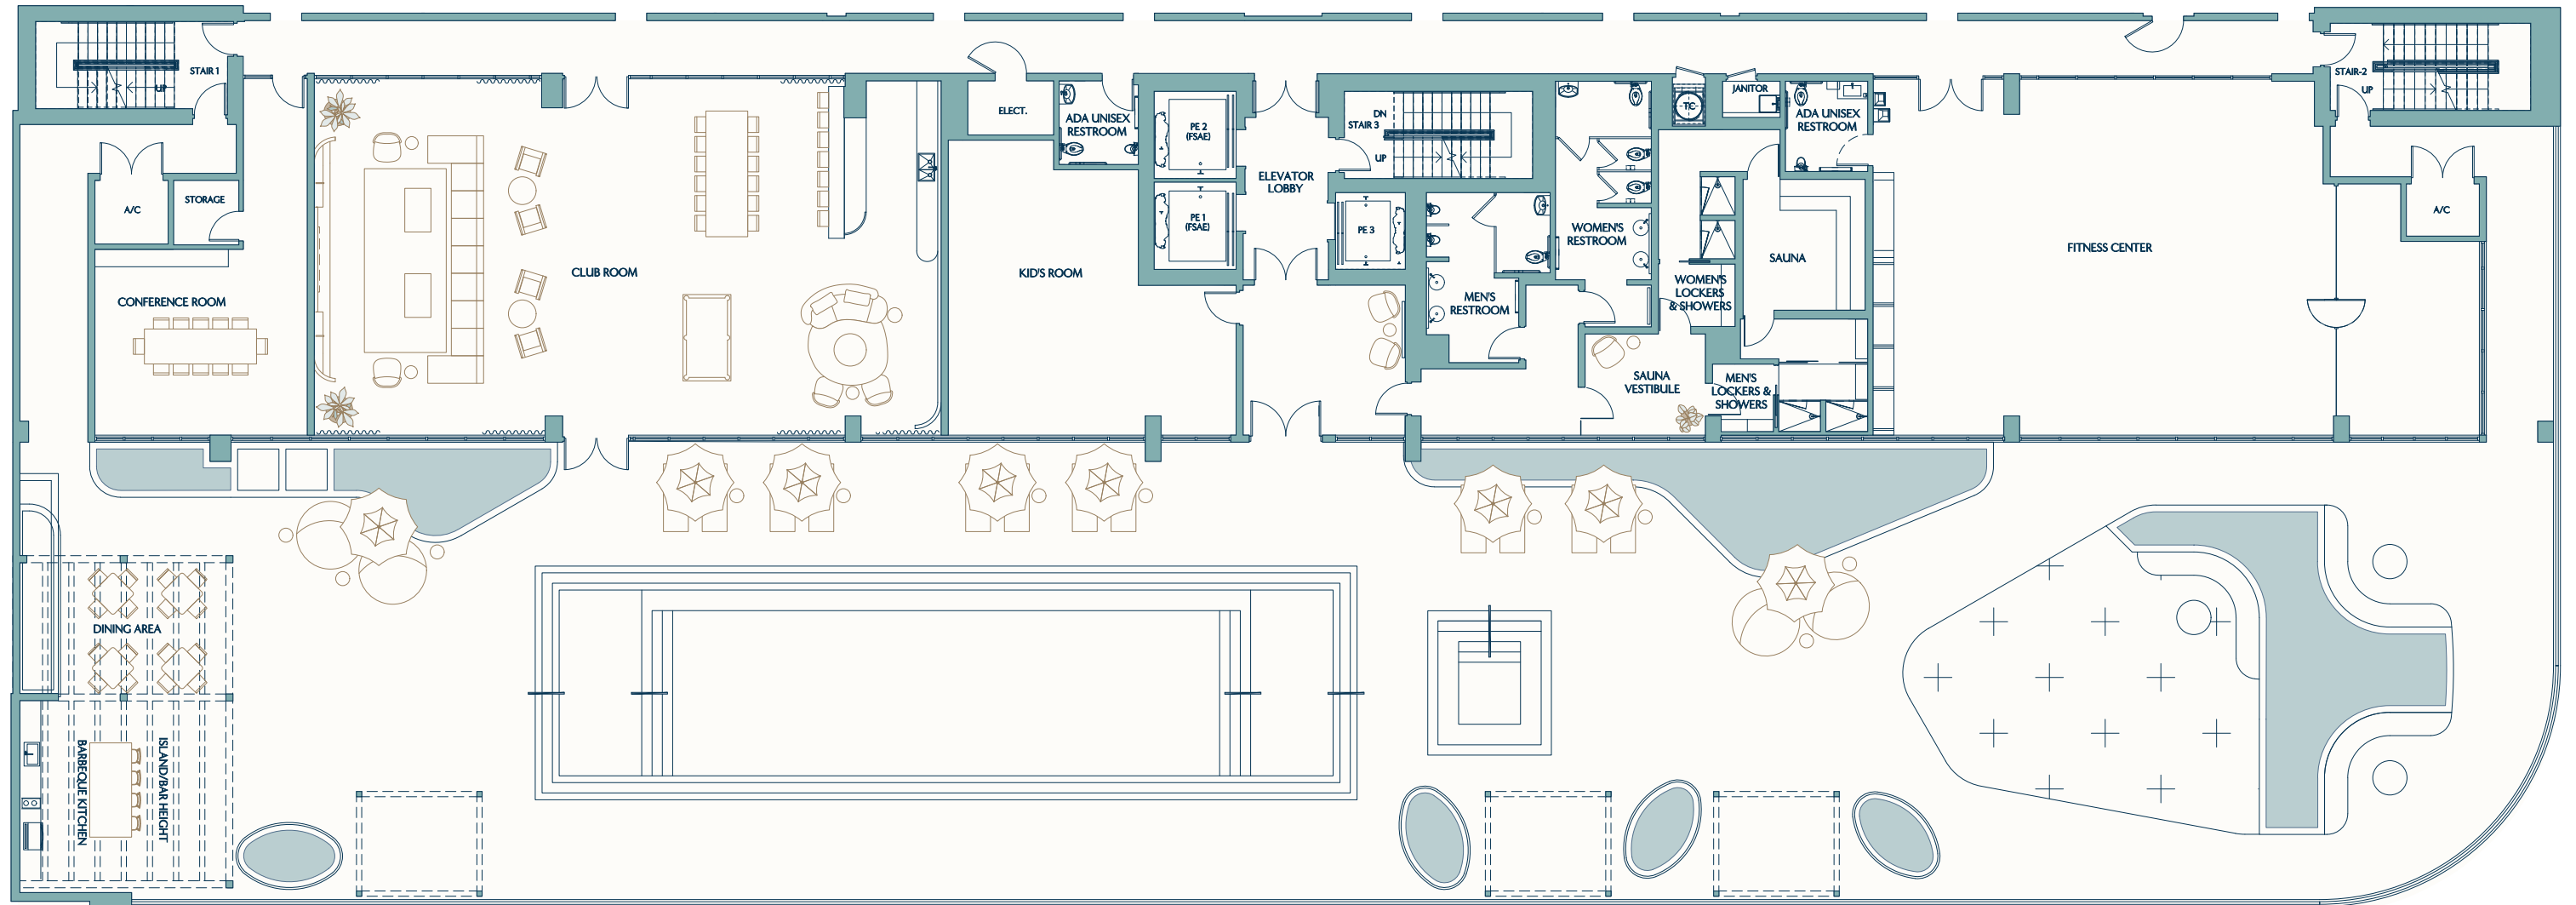 STAIR 1
UP
A/C
STORAGE
CONFERENCE ROOM
CLUB ROOM
ELECT.
ADA UNISEX
RESTROOM
KID'S ROOM
PE 2
(FSAE)
PE 1
(FSAE)
ELEVATOR
LOBBY
DN
STAIR 3
UP
PE 3
MEN'S
RESTROOM
WOMEN'S
RESTROOM
JANITOR
ADA UNISEX
RESTROOM
SAUNA
WOMEN'S
LOCKERS
& SHOWERS
SAUNA
VESTIBULE
MEN'S
LOCKERS &
SHOWERS
FITNESS CENTER
STAIR-2
UP
A/C
DINING AREA
BARBEQUE KITCHEN
ISLAND/BAR HEIGHT